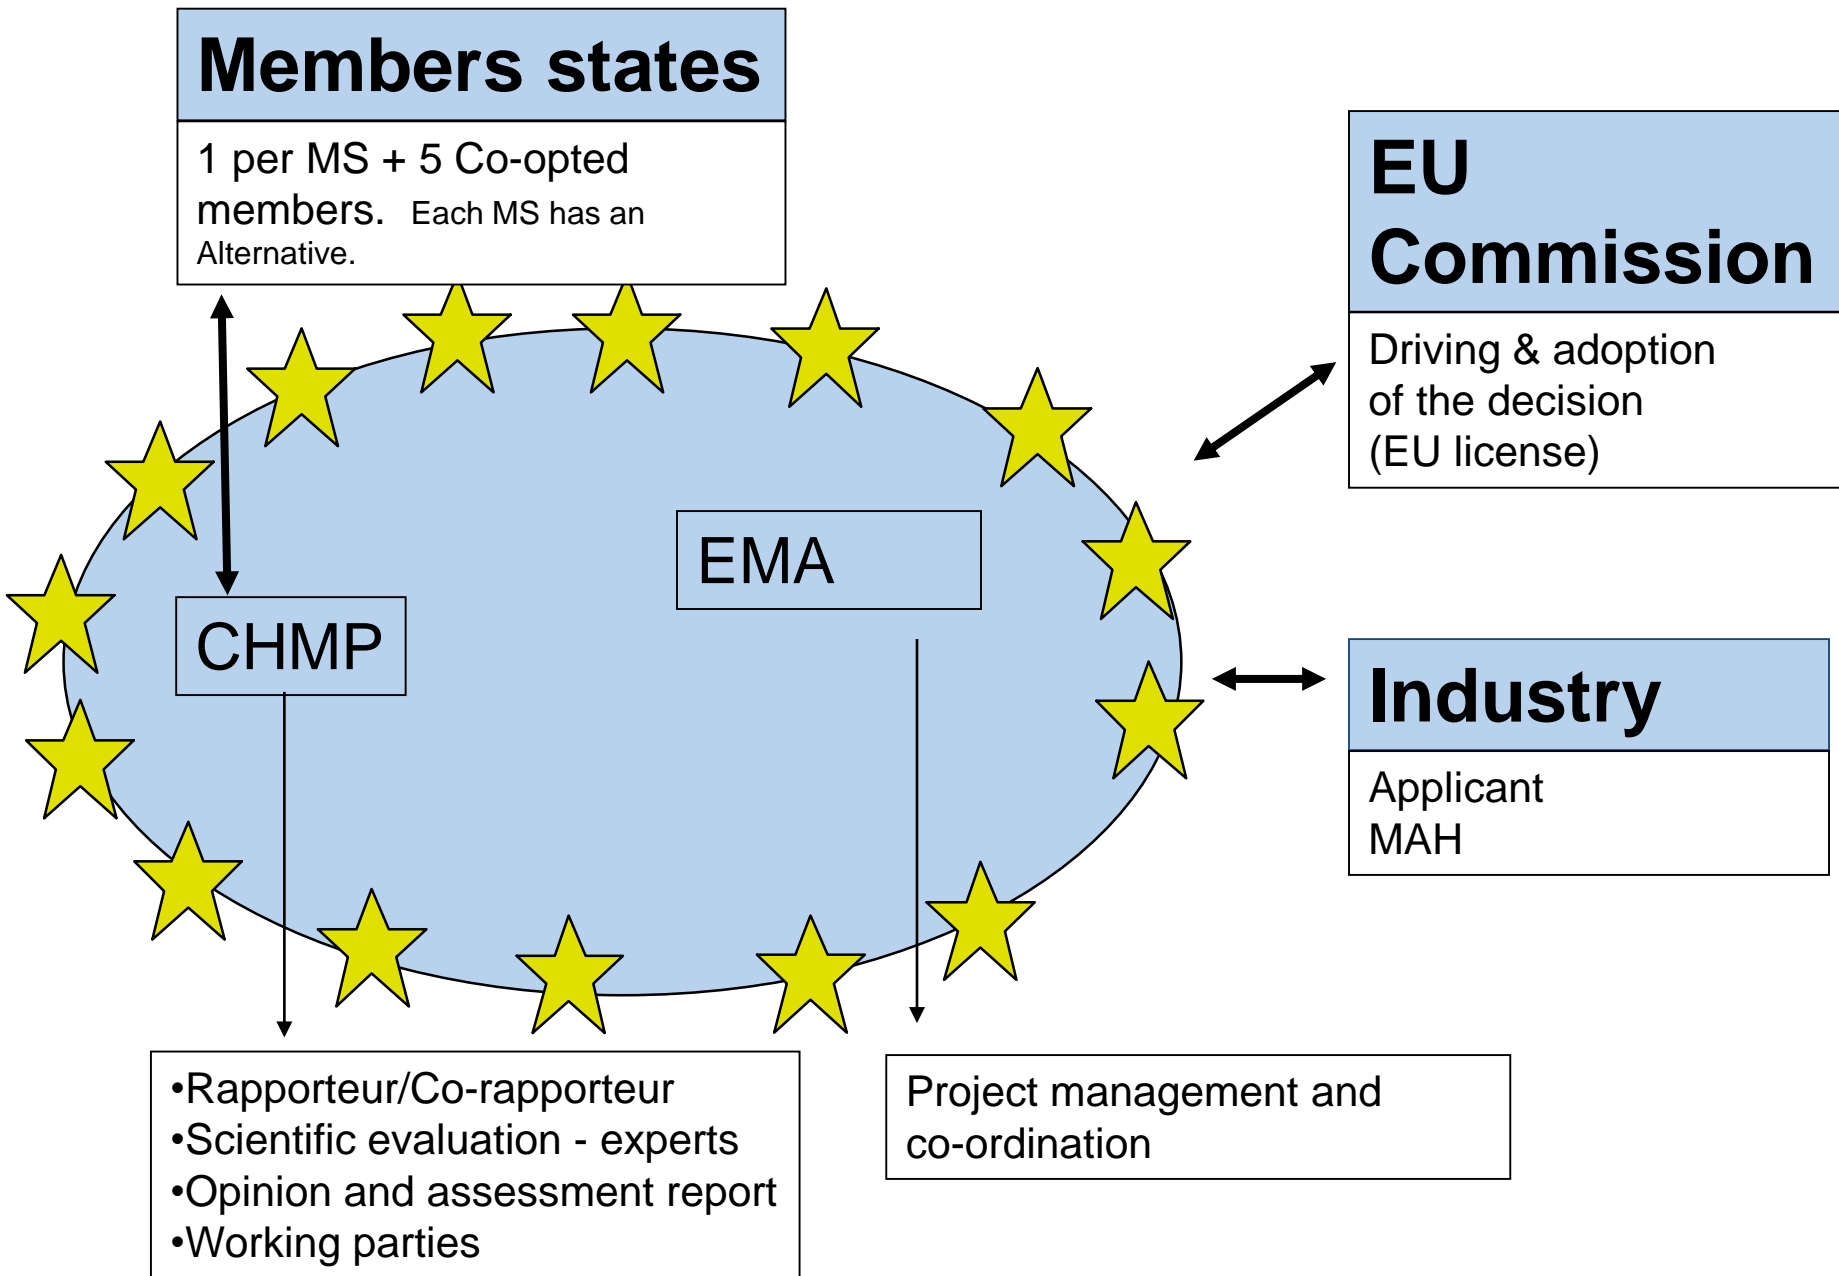 Members states
1 per MS + 5 Co-opted
members. Each MS has an
Alternative.
EU
Commission
Driving & adoption
of the decision
(EU license)
EMA
CHMP
Industry
Applicant
MAH
•Rapporteur/Co-rapporteur
•Scientific evaluation - experts
•Opinion and assessment report
•Working parties
Project management and
co-ordination